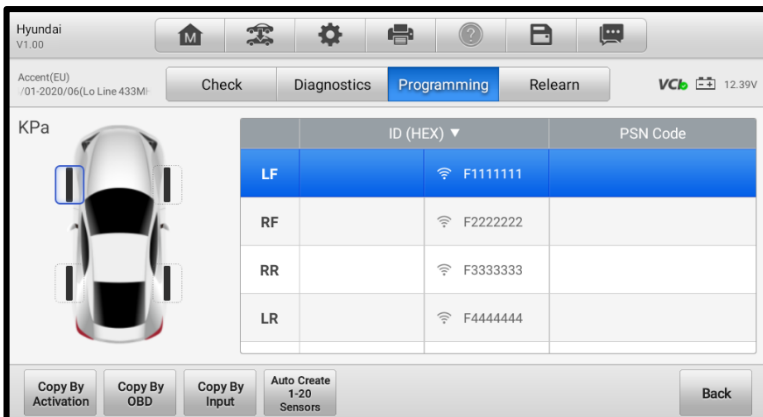 Hyundai
V1.00
M
?
Accent(EU)
/01-2020/06(Lo Line 433MH
Check
Diagnostics
Programming
Relearn
VCI
12.39V
KPa
ID (HEX) ▼
PSN Code
LF
F1111111
RF
F2222222
RR
F3333333
LR
F4444444
Copy By
Activation
Copy By
OBD
Copy By
Input
Auto Create
1-20
Sensors
Back